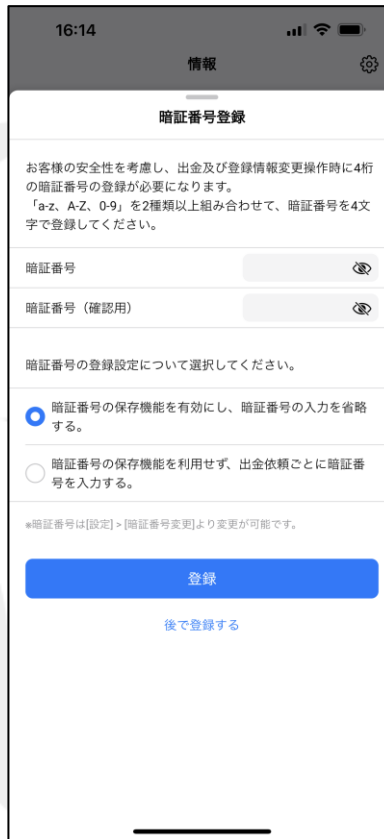 16:14
情報
暗証番号登録
お客様の安全性を考慮し、出金及び登録情報変更操作時に4桁
の暗証番号の登録が必要になります。
「a-z、A-Z、0-9」を2種類以上組み合わせて、暗証番号を4文
字で登録してください。
暗証番号
暗証番号（確認用）
暗証番号の登録設定について選択してください。
暗証番号の保存機能を有効にし、暗証番号の入力を省略
する。
暗証番号の保存機能を利用せず、出金依頼ごとに暗証番
号を入力する。
※暗証番号は[設定] > [暗証番号変更]より変更が可能です。
登録
後で登録する